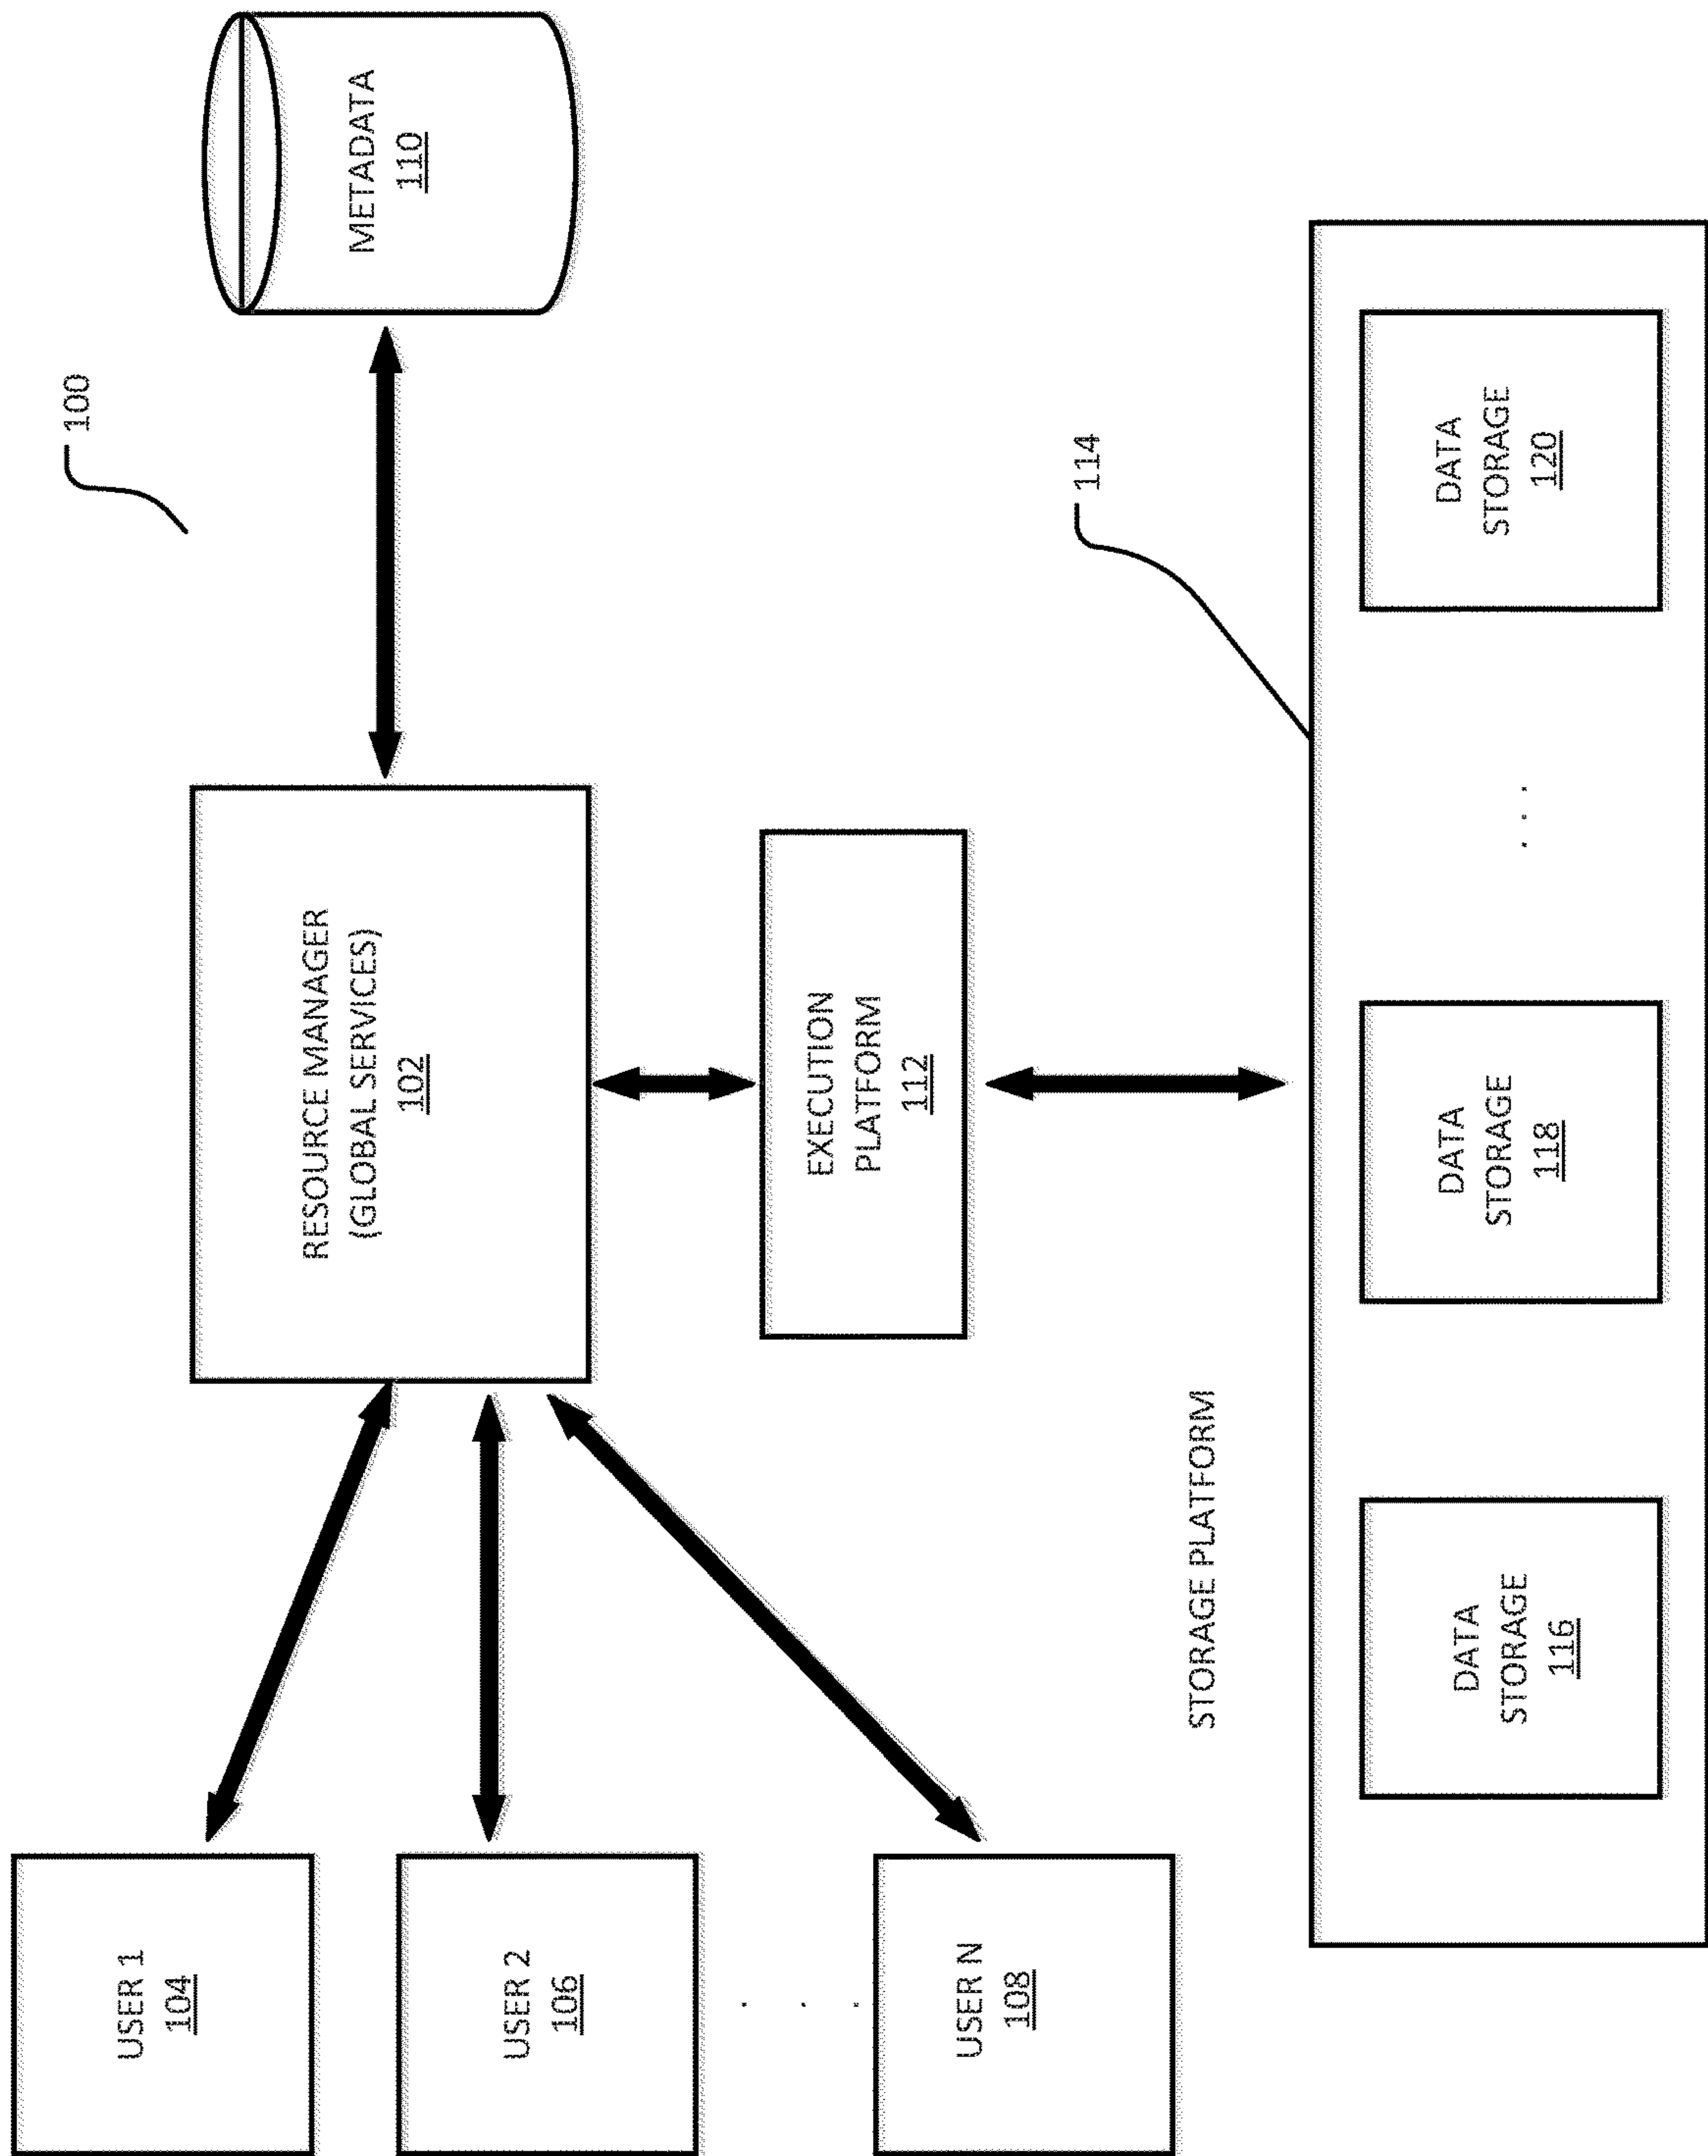 100
USER 1
104
USER 2
106
. . .
USER N
108
RESOURCE MANAGER
(GLOBAL SERVICES)
102
METADATA
110
EXECUTION
PLATFORM
112
STORAGE PLATFORM
114
DATA
STORAGE
116
DATA
STORAGE
118
. . .
DATA
STORAGE
120